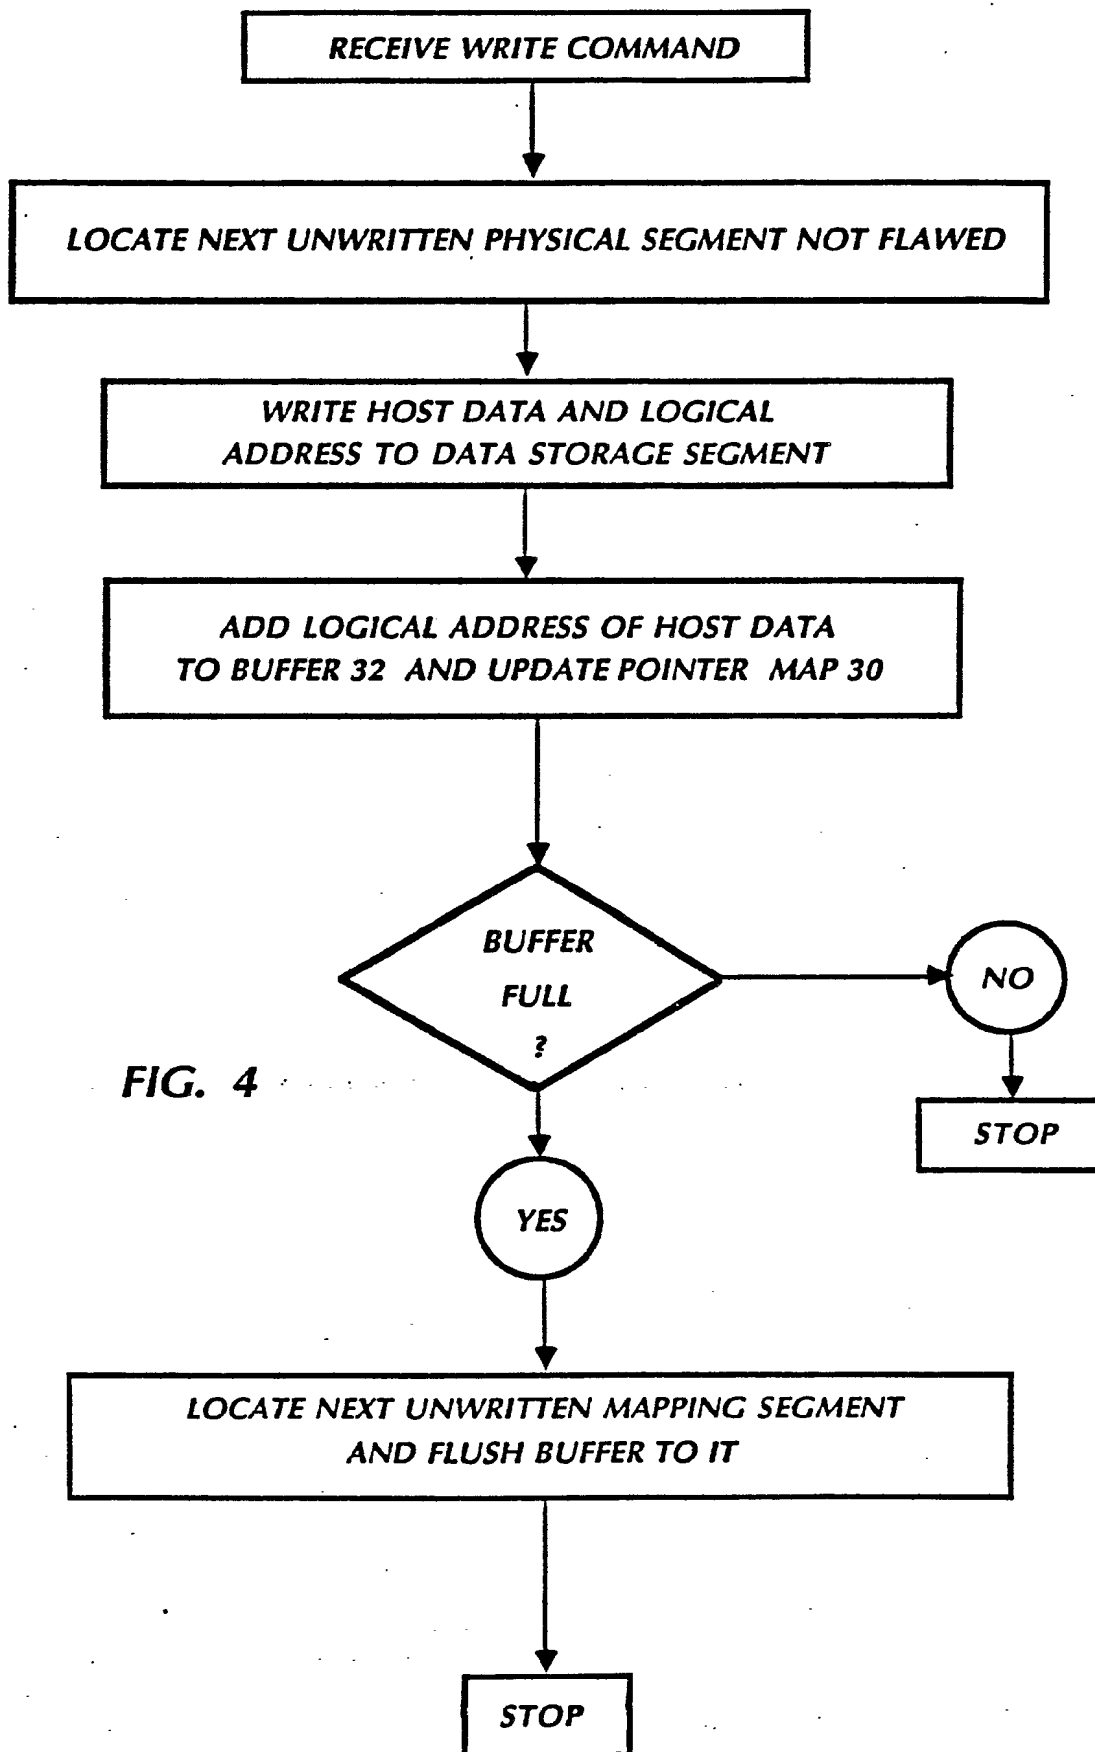 RECEIVE WRITE COMMAND
LOCATE NEXT UNWRITTEN PHYSICAL SEGMENT NOT FLAWED
WRITE HOST DATA AND LOGICAL
ADDRESS TO DATA STORAGE SEGMENT
ADD LOGICAL ADDRESS OF HOST DATA
TO BUFFER 32 AND UPDATE POINTER MAP 30
BUFFER
FULL
?
NO
STOP
FIG. 4
YES
LOCATE NEXT UNWRITTEN MAPPING SEGMENT
AND FLUSH BUFFER TO IT
STOP